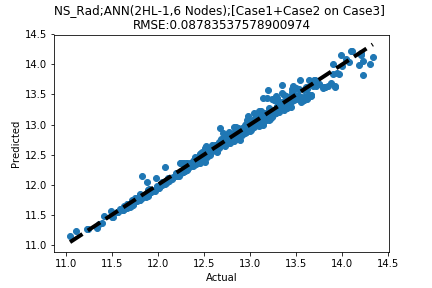 NS_Rad;ANN(2HL-1,6 Nodes);[Case1+Case2 on Case3]
RMSE:0.08783537578900974
14.5
14.0
13.5
13.0
12.5
12.0
11.5
11.0
Predicted
11.0 11.5 12.0 12.5 13.0 13.5 14.0 14.5
Actual